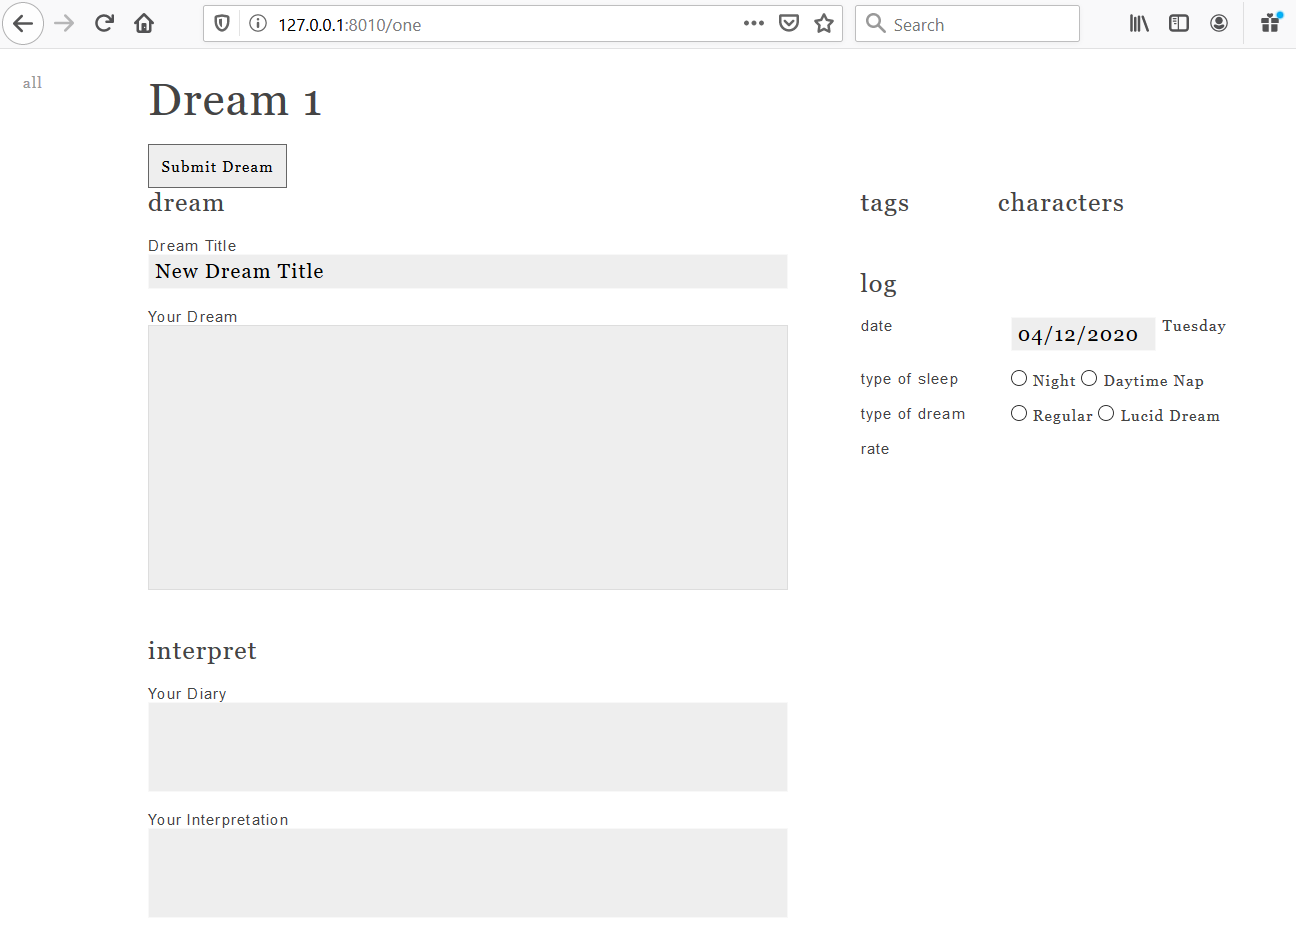 127.0.0.1:8010/one
Search
all
Dream 1
Submit Dream
dream
Dream Title
New Dream Title
Your Dream
interpret
Your Diary
Your Interpretation
tags characters
log
date 04/12/2020 Tuesday
type of sleep Night Daytime Nap
type of dream Regular Lucid Dream
rate